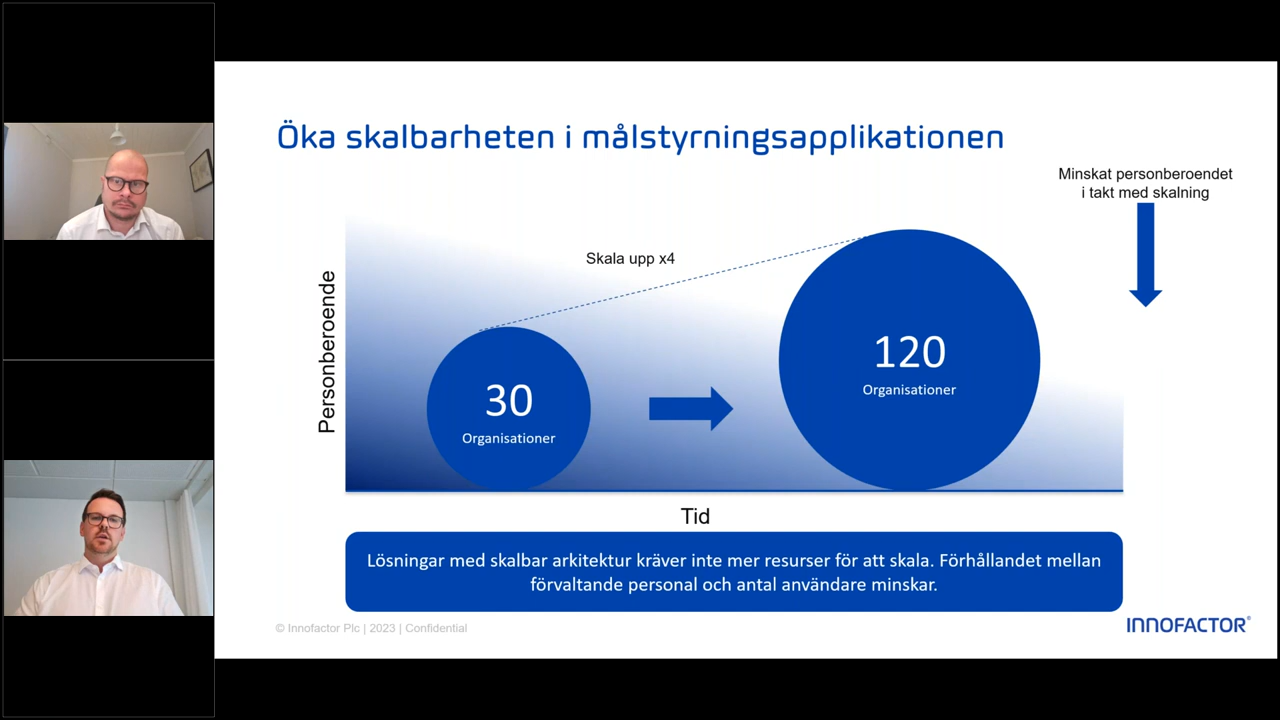 Öka skalbarheten i målstyrningsapplikationen
Minskat personberoendet
i takt med skalning
Skala upp x4
Personberoende
30
Organisationer
120
Organisationer
Tid
Lösningar med skalbar arkitektur kräver inte mer resurser för att skala. Förhållandet mellan
förvaltande personal och antal användare minskar.
© Innofactor Plc | 2023 | Confidential
INNOFACTOR®